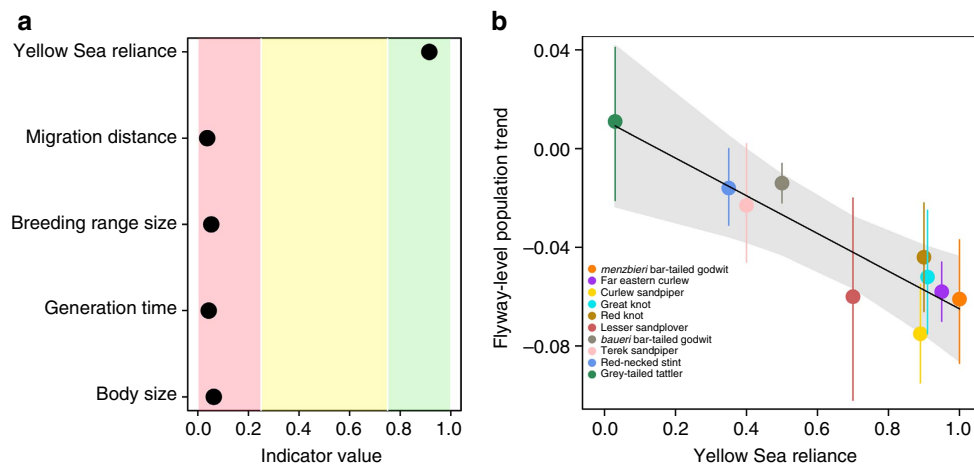 a
Yellow Sea reliance
Migration distance
Breeding range size
Generation time
Body size
0.0 0.2 0.4 0.6 0.8 1.0
Indicator value
b
Flyway-level population trend
0.04
0.00
−0.04
−0.08
menzbieri bar-tailed godwit
Far eastern curlew
Curlew sandpiper
Great knot
Red knot
Lesser sandplover
baueri bar-tailed godwit
Terek sandpiper
Red-necked stint
Grey-tailed tattler
0.0 0.2 0.4 0.6 0.8 1.0
Yellow Sea reliance